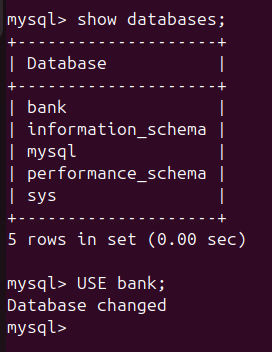 mysql> show databases;
+--------------------+
| Database           |
+--------------------+
| bank               |
| information_schema |
| mysql              |
| performance_schema |
| sys                |
+--------------------+
5 rows in set (0.00 sec)

mysql> USE bank;
Database changed
mysql>